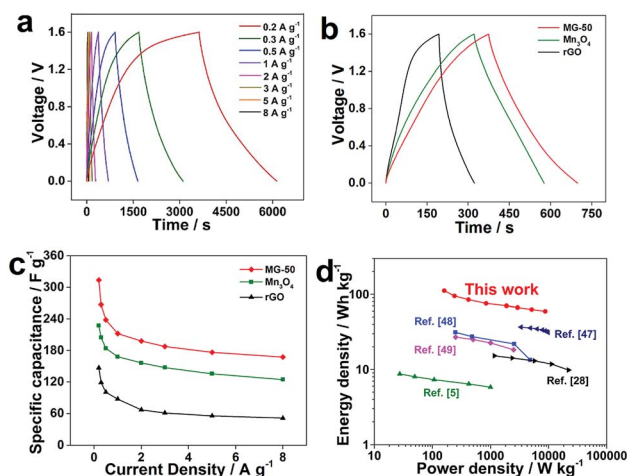 a
Voltage / V
1.6
1.2
0.8
0.4
0.0
0 1500 3000 4500 6000
Time / s
0.2 A g⁻¹
0.3 A g⁻¹
0.5 A g⁻¹
1 A g⁻¹
2 A g⁻¹
3 A g⁻¹
5 A g⁻¹
8 A g⁻¹
b
Voltage / V
1.6
1.2
0.8
0.4
0.0
0 150 300 450 600 750
Time / s
MG-50
Mn₃O₄
rGO
c
Specific capacitance / F g⁻¹
360
300
240
180
120
60
0
0 2 4 6 8
Current Density / A g⁻¹
MG-50
Mn₃O₄
rGO
d
Energy density / Wh kg⁻¹
1000
100
10
1
10 100 1000 10000 100000
Power density / W kg⁻¹
This work
Ref. [48]
Ref. [47]
Ref. [49]
Ref. [28]
Ref. [5]